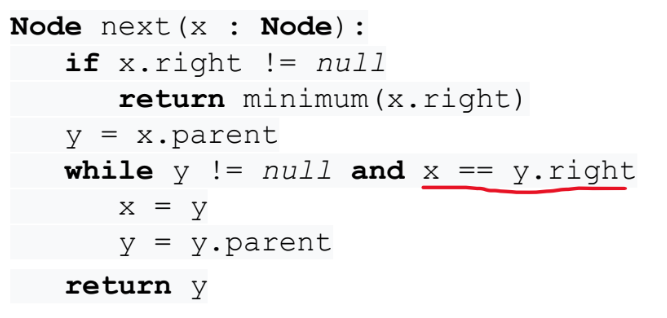 Node next(x : Node):
if x.right != null
return minimum(x.right)
y = x.parent
while y != null and x == y.right
x = y
y = y.parent
return y